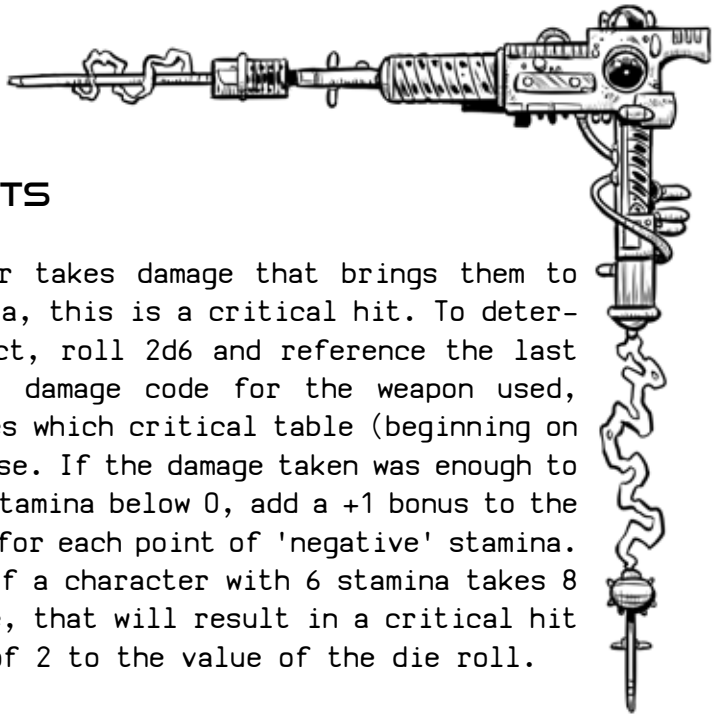 TS
r takes damage that brings them to
a, this is a critical hit. To deter-
ct, roll 2d6 and reference the last
damage code for the weapon used,
s which critical table (beginning on
se. If the damage taken was enough to
tamina below 0, add a +1 bonus to the
for each point of 'negative' stamina.
f a character with 6 stamina takes 8
, that will result in a critical hit
of 2 to the value of the die roll.